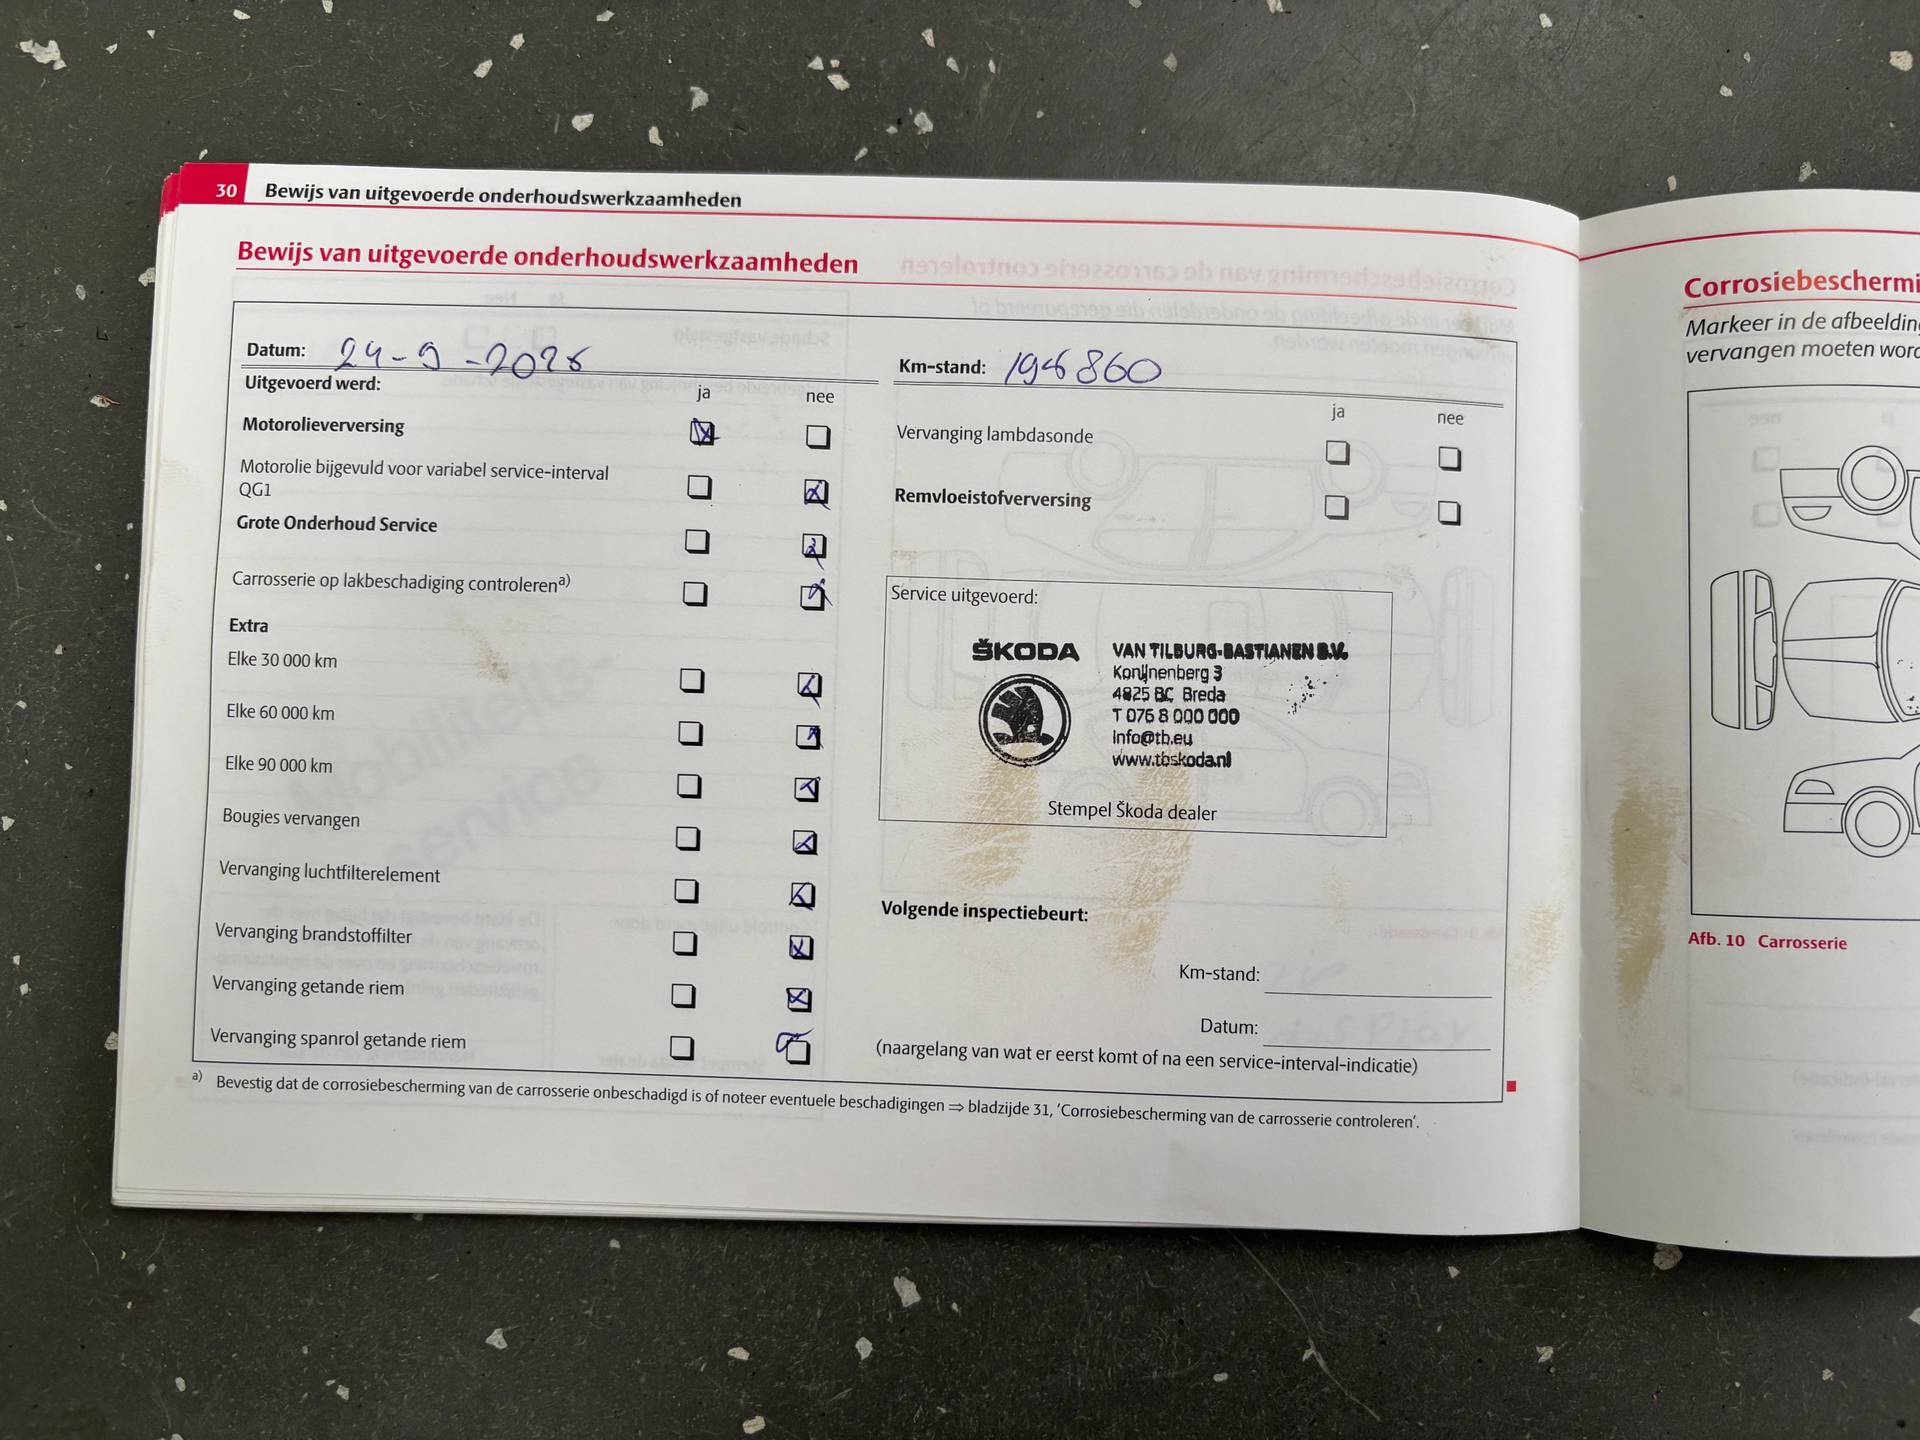 30 Bewijs van uitgevoerde onderhoudswerkzaamheden
Bewijs van uitgevoerde onderhoudswerkzaamheden
Datum: 24-9-2025
Uitgevoerd werd:
ja nee
Motorolieverversing
Motorolie bijgevuld voor variabel service-interval
QG1
Grote Onderhoud Service
Carrosserie op lakbeschadiging controlerena)
Extra
Elke 30 000 km
Elke 60 000 km
Elke 90 000 km
Bougies vervangen
Vervanging luchtfilterelement
Vervanging brandstoffilter
Vervanging getande riem
Vervanging spanrol getande riem
Km-stand:
ja nee
Vervanging lambdasonde
Remvloeistofverversing
Service uitgevoerd:
ŠKODA
VAN TILBURG-BASTIANEN B.V.
Konijnenberg 3
4825 BC Breda
T 076 8 000 000
info@tb.eu
www.tbskoda.nl
Stempel Škoda dealer
Volgende inspectiebeurt:
Km-stand:
Datum:
(naargelang van wat er eerst komt of na een service-interval-indicatie)
a) Bevestig dat de corrosiebescherming van de carrosserie onbeschadigd is of noteer eventuele beschadigingen ⇒ bladzijde 31, 'Corrosiebescherming van de carrosserie controleren'.
Corrosiebeschermi
Markeer in de afbeeldin
vervangen moeten word
Afb. 10 Carrosserie